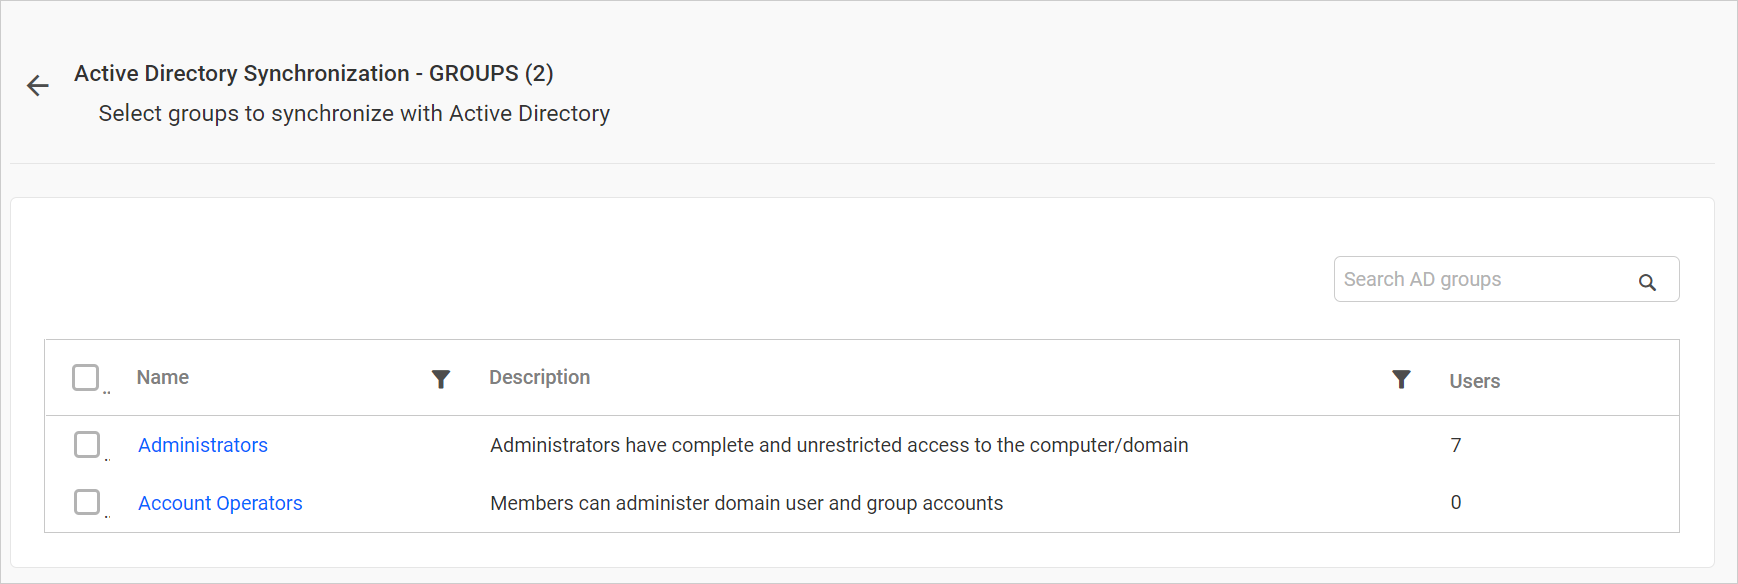 Active Directory Synchronization - GROUPS (2)
Select groups to synchronize with Active Directory
Search AD groups
.. Name Description Users
.. Administrators Administrators have complete and unrestricted access to the computer/domain 7
.. Account Operators Members can administer domain user and group accounts 0